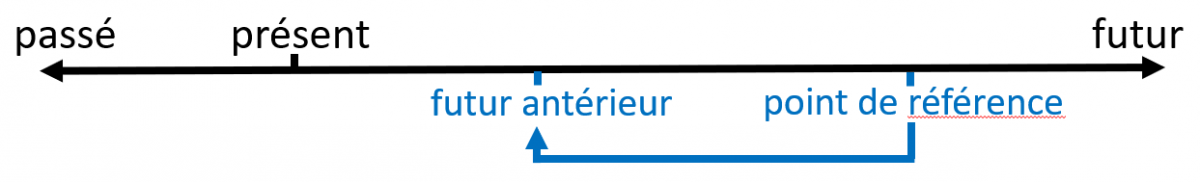 passé présent futur
futur antérieur point de référence